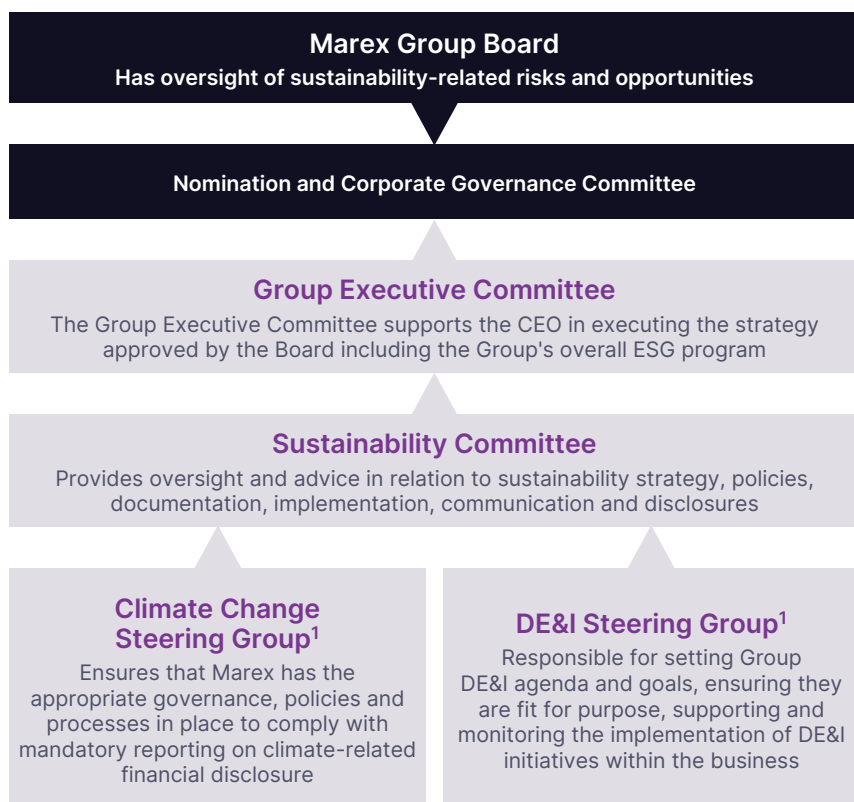 Marex Group Board
Has oversight of sustainability-related risks and opportunities
Nomination and Corporate Governance Committee
Group Executive Committee
The Group Executive Committee supports the CEO in executing the strategy
approved by the Board including the Group's overall ESG program
Sustainability Committee
Provides oversight and advice in relation to sustainability strategy, policies,
documentation, implementation, communication and disclosures
Climate Change
Steering Group¹
Ensures that Marex has the
appropriate governance, policies and
processes in place to comply with
mandatory reporting on climate-related
financial disclosure
DE&I Steering Group¹
Responsible for setting Group
DE&I agenda and goals, ensuring they
are fit for purpose, supporting and
monitoring the implementation of DE&I
initiatives within the business